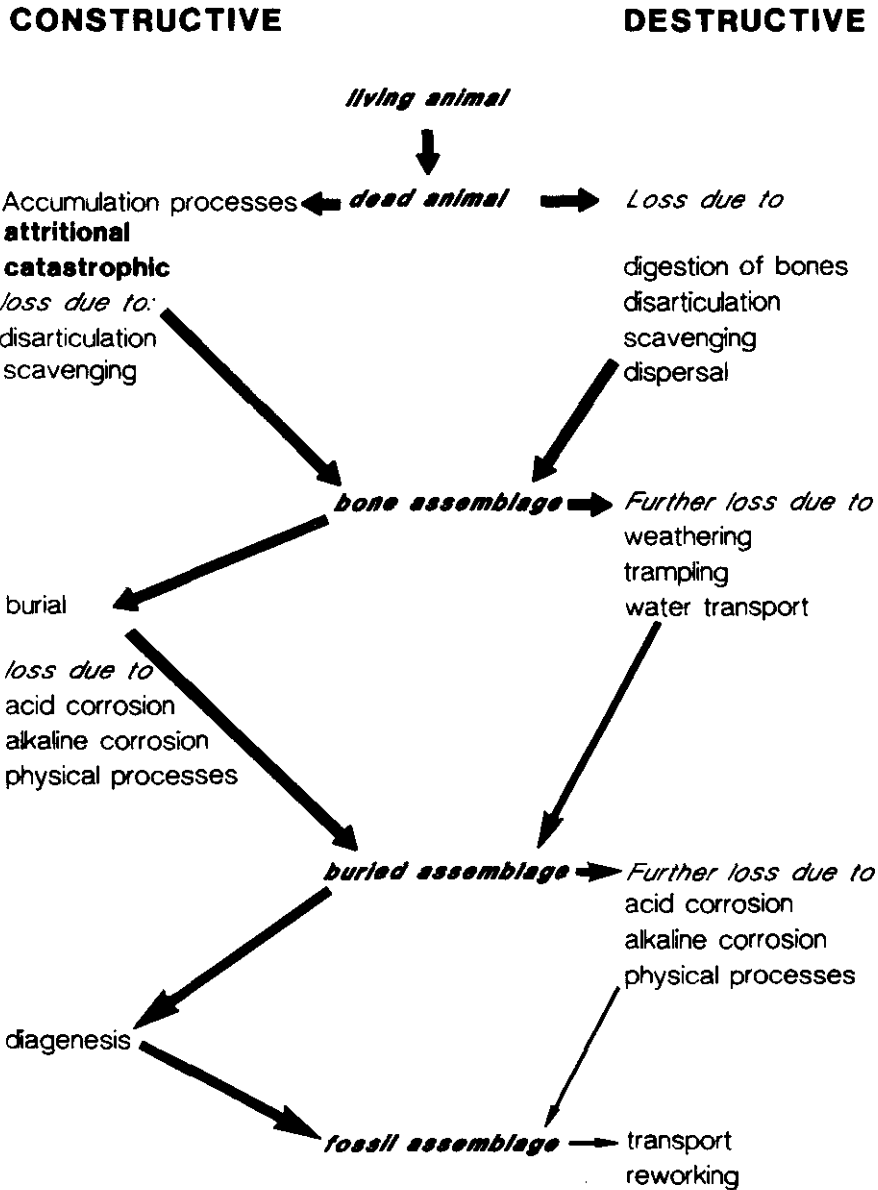 CONSTRUCTIVE DESTRUCTIVE
living animal
Accumulation processes dead animal Loss due to
attritional
catastrophic digestion of bones
loss due to: disarticulation
disarticulation scavenging
scavenging dispersal
bone assemblage Further loss due to
weathering
trampling
burial water transport
loss due to
acid corrosion
alkaline corrosion
physical processes
buried assemblage Further loss due to
acid corrosion
alkaline corrosion
physical processes
diagenesis
fossil assemblage transport
reworking